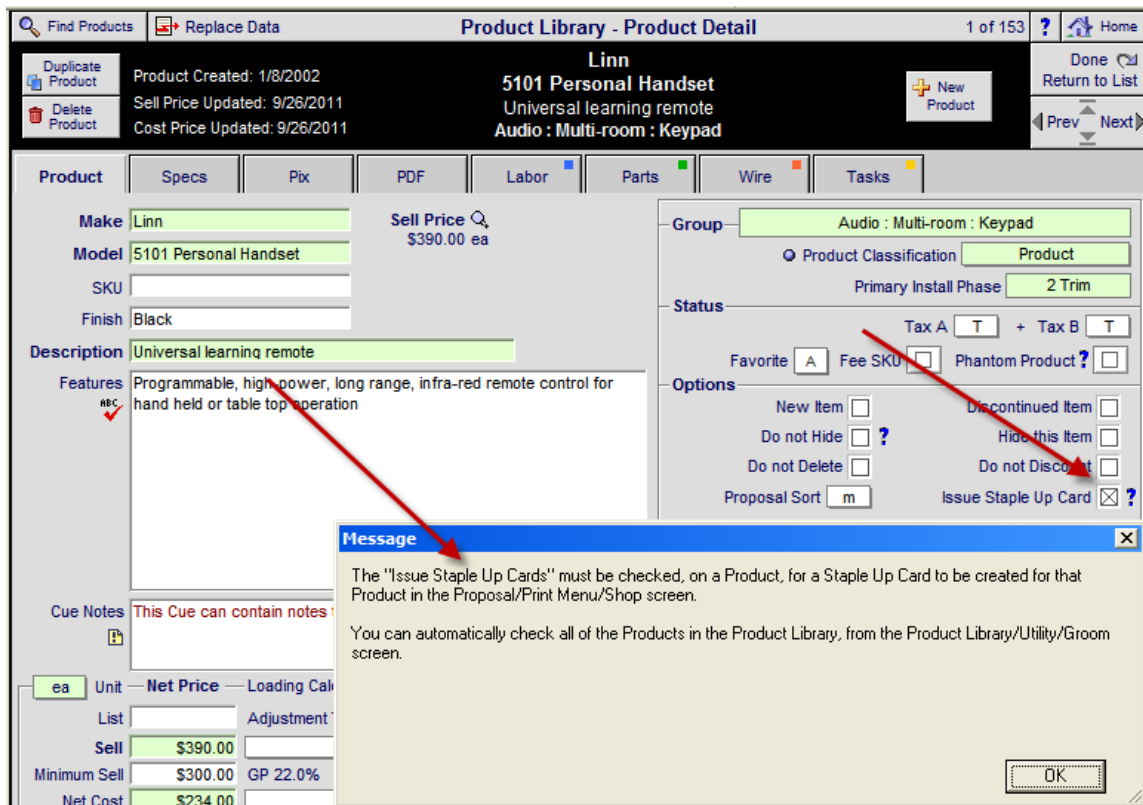 Find Products
Replace Data
Product Library - Product Detail
1 of 153
?
Home
Duplicate
Product
Delete
Product
Product Created: 1/8/2002
Sell Price Updated: 9/26/2011
Cost Price Updated: 9/26/2011
Linn
5101 Personal Handset
Universal learning remote
Audio : Multi-room : Keypad
New
Product
Done
Return to List
Prev
Next
Product
Specs
Pix
PDF
Labor
Parts
Wire
Tasks
Make Linn
Model 5101 Personal Handset
SKU
Finish Black
Description Universal learning remote
Features Programmable, high-power, long range, infra-red remote control for
ABC hand held or table top operation
Sell Price
$390.00 ea
Group Audio : Multi-room : Keypad
Product Classification Product
Primary Install Phase 2 Trim
Status
Tax A T + Tax B T
Favorite A Fee SKU Phantom Product ?
Options
New Item Discontinued Item
Do not Hide ? Hide this Item
Do not Delete Do not Discount
Proposal Sort m Issue Staple Up Card ?
Cue Notes This Cue can contain notes
ea Unit Net Price Loading
List Adjustment
Sell $390.00
Minimum Sell $300.00 GP 22.0%
Net Cost $234.00
Message
The "Issue Staple Up Cards" must be checked, on a Product, for a Staple Up Card to be created for that
Product in the Proposal/Print Menu/Shop screen.
You can automatically check all of the Products in the Product Library, from the Product Library/Utility/Groom
screen.
OK